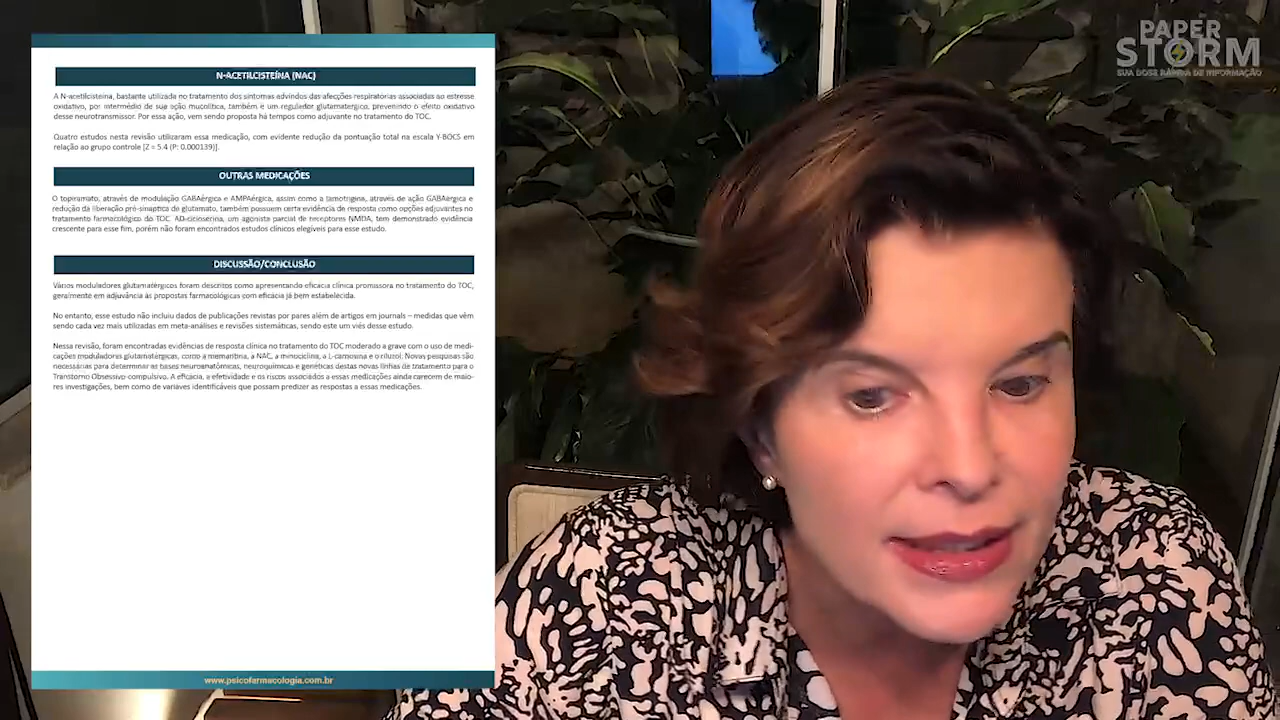 PAPER
STORM
SUA DOSE RÁPIDA DE INFORMAÇÃO
N-ACETILCISTEÍNA (NAC)
A N-acetilcisteína, bastante utilizada no tratamento dos sintomas advindos das afecções respiratórias associadas ao estresse
oxidativo, por intermédio de sua ação mucolítica, também é um regulador glutamatérgico, prevenindo o efeito oxidativo
desse neurotransmissor. Por essa ação, vem sendo proposta há tempos como adjuvante no tratamento do TOC.
Quatro estudos nesta revisão utilizaram essa medicação, com evidente redução da pontuação total na escala Y-BOCS em
relação ao grupo controle [Z = 5.4 (P: 0.000139)].
OUTRAS MEDICAÇÕES
O topiramato, através de modulação GABAérgica e AMPAérgica, assim como a lamotrigina, através de ação GABAérgica e
redução da liberação pré-sináptica de glutamato, também possuem certa evidência de resposta como opções adjuvantes no
tratamento farmacológico do TOC. AD-cicloserina, um agonista parcial de receptores NMDA, tem demonstrado evidência
crescente para esse fim, porém não foram encontrados estudos clínicos elegíveis para esse estudo.
DISCUSSÃO/CONCLUSÃO
Vários moduladores glutamatérgicos foram descritos como apresentando eficácia clínica promissora no tratamento do TOC,
geralmente em adjuvância às propostas farmacológicas com eficácia já bem estabelecida.
No entanto, esse estudo não incluiu dados de publicações revistas por pares além de artigos em journals – medidas que vêm
sendo cada vez mais utilizadas em meta-análises e revisões sistemáticas, sendo este um viés desse estudo.
Nessa revisão, foram encontradas evidências de resposta clínica no tratamento do TOC moderado a grave com o uso de medi-
cações moduladoras glutamatérgicas, como a memantina, a NAC, a minociclina, a L-carnosina e o riluzol. Novas pesquisas são
necessárias para determinar as bases neuroanatômicas, neuroquímicas e genéticas destas novas linhas de tratamento para o
Transtorno Obsessivo-compulsivo. A eficácia, a efetividade e os riscos associados a essas medicações ainda carecem de maio-
res investigações, bem como de variáveis identificáveis que possam predizer as respostas a essas medicações.
www.psicofarmacologia.com.br